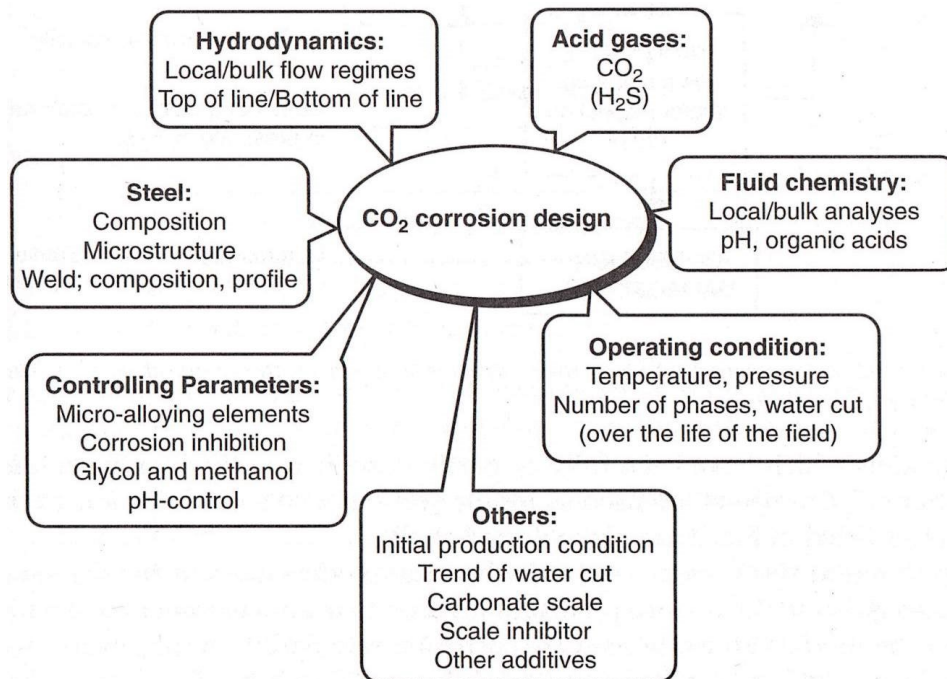 Hydrodynamics:
Local/bulk flow regimes
Top of line/Bottom of line
Acid gases:
CO₂
(H₂S)
Steel:
Composition
Microstructure
Weld; composition, profile
CO₂ corrosion design
Fluid chemistry:
Local/bulk analyses
pH, organic acids
Controlling Parameters:
Micro-alloying elements
Corrosion inhibition
Glycol and methanol
pH-control
Operating condition:
Temperature, pressure
Number of phases, water cut
(over the life of the field)
Others:
Initial production condition
Trend of water cut
Carbonate scale
Scale inhibitor
Other additives